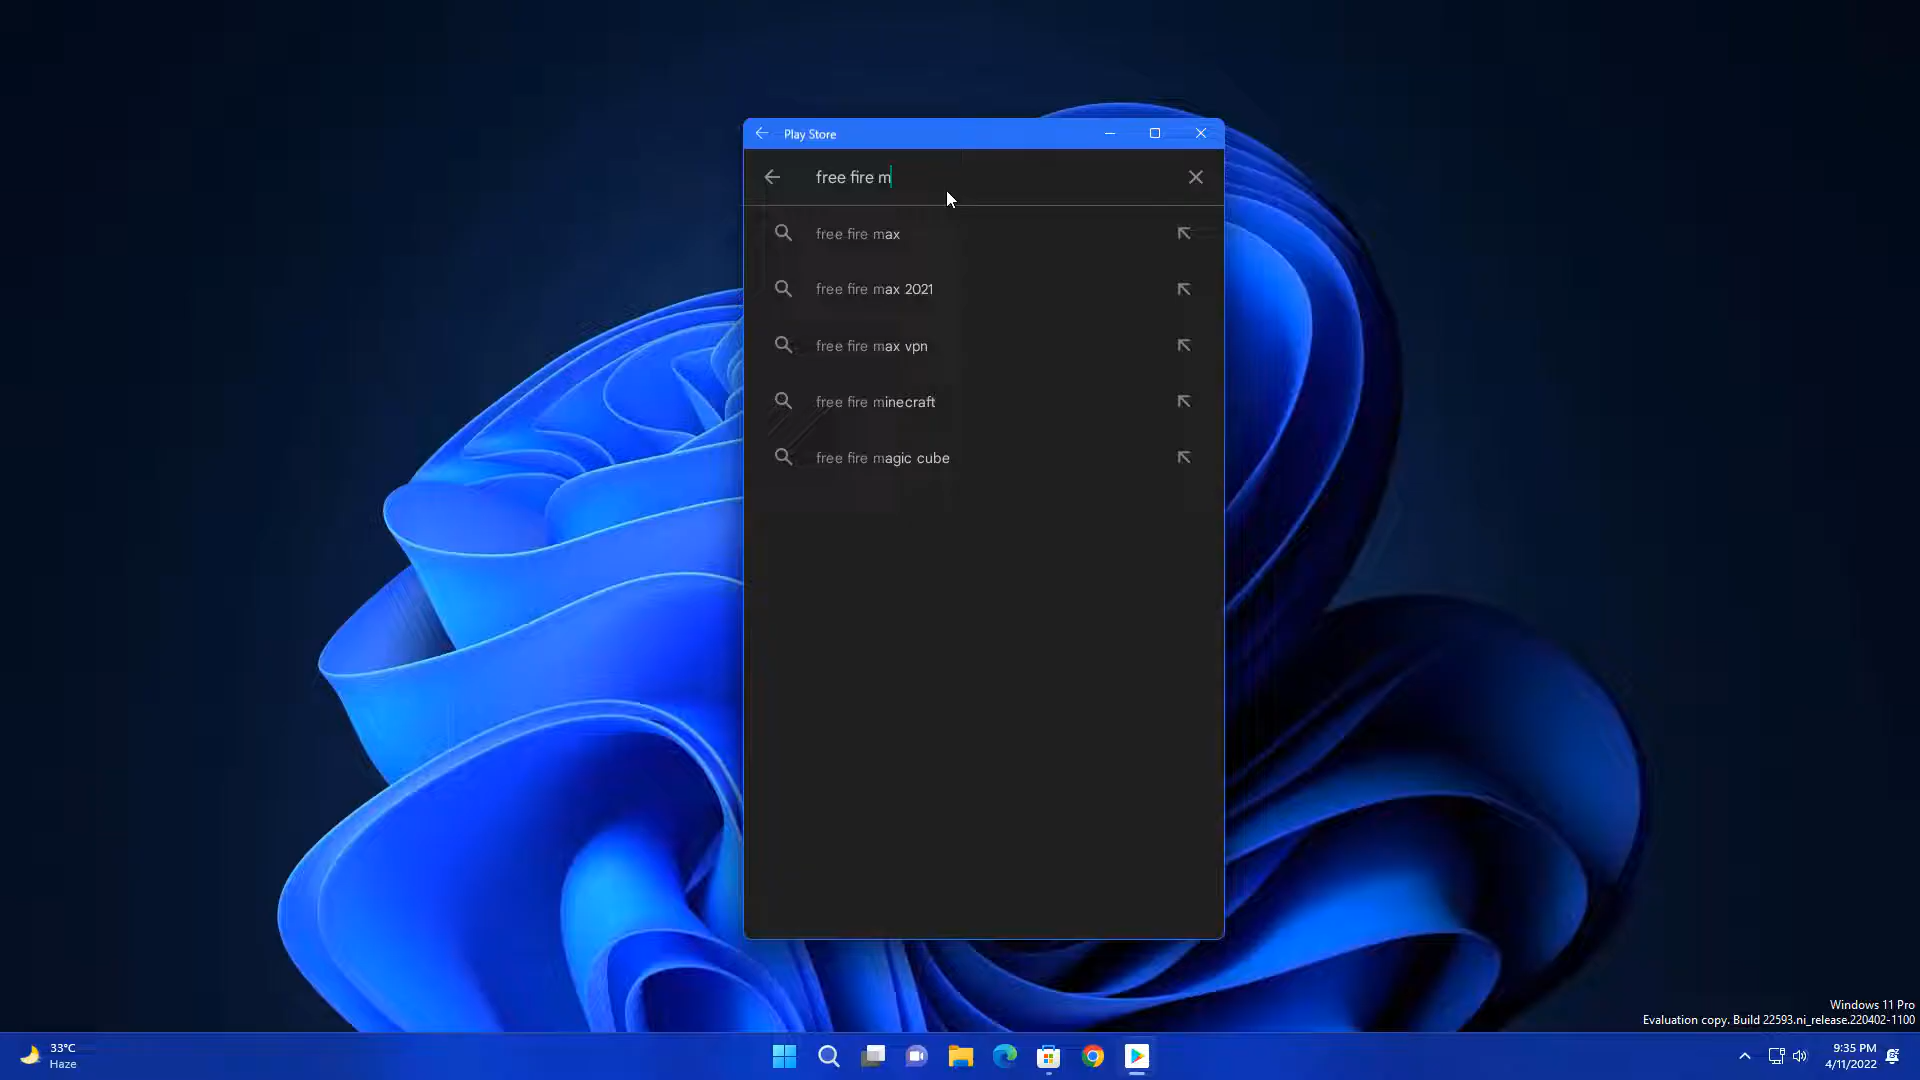 Play Store
free fire m
free fire max
free fire max 2021
free fire max vpn
free fire minecraft
free fire magic cube
Windows 11 Pro
Evaluation copy. Build 22593.ni_release.220402-1100
33°C
Haze
9:35 PM
4/11/2022